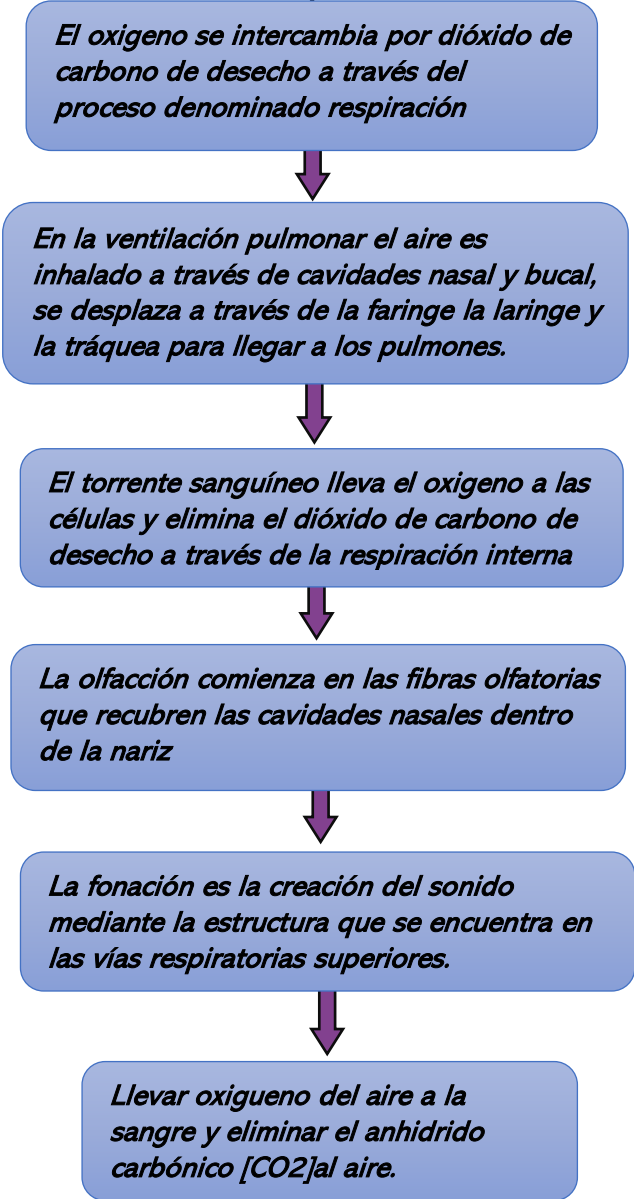 El oxigeno se intercambia por dióxido de
carbono de desecho a través del
proceso denominado respiración
En la ventilación pulmonar el aire es
inhalado a través de cavidades nasal y bucal,
se desplaza a través de la faringe la laringe y
la tráquea para llegar a los pulmones.
El torrente sanguíneo lleva el oxigeno a las
células y elimina el dióxido de carbono de
desecho a través de la respiración interna
La olfacción comienza en las fibras olfatorias
que recubren las cavidades nasales dentro
de la nariz
La fonación es la creación del sonido
mediante la estructura que se encuentra en
las vías respiratorias superiores.
Llevar oxigueno del aire a la
sangre y eliminar el anhidrido
carbónico [CO2]al aire.